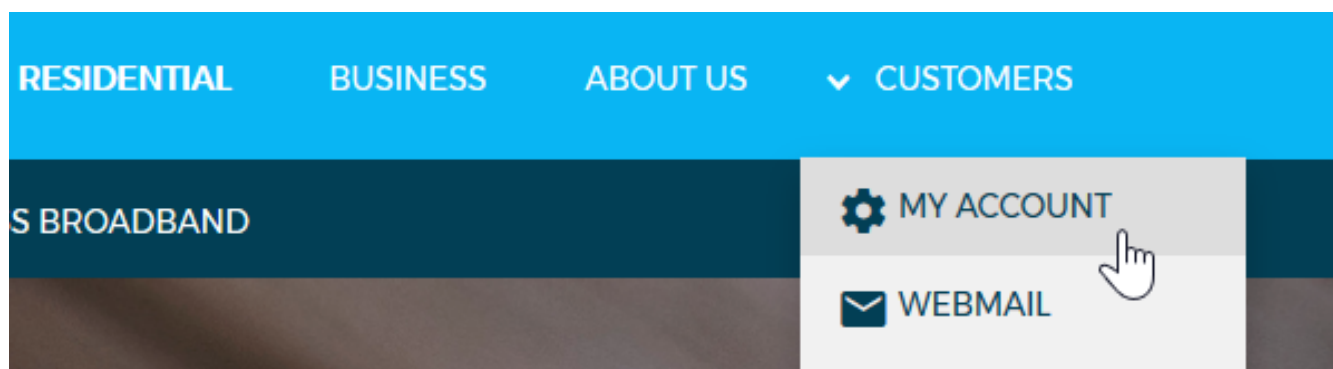 RESIDENTIAL BUSINESS ABOUT US CUSTOMERS
S BROADBAND
MY ACCOUNT
WEBMAIL